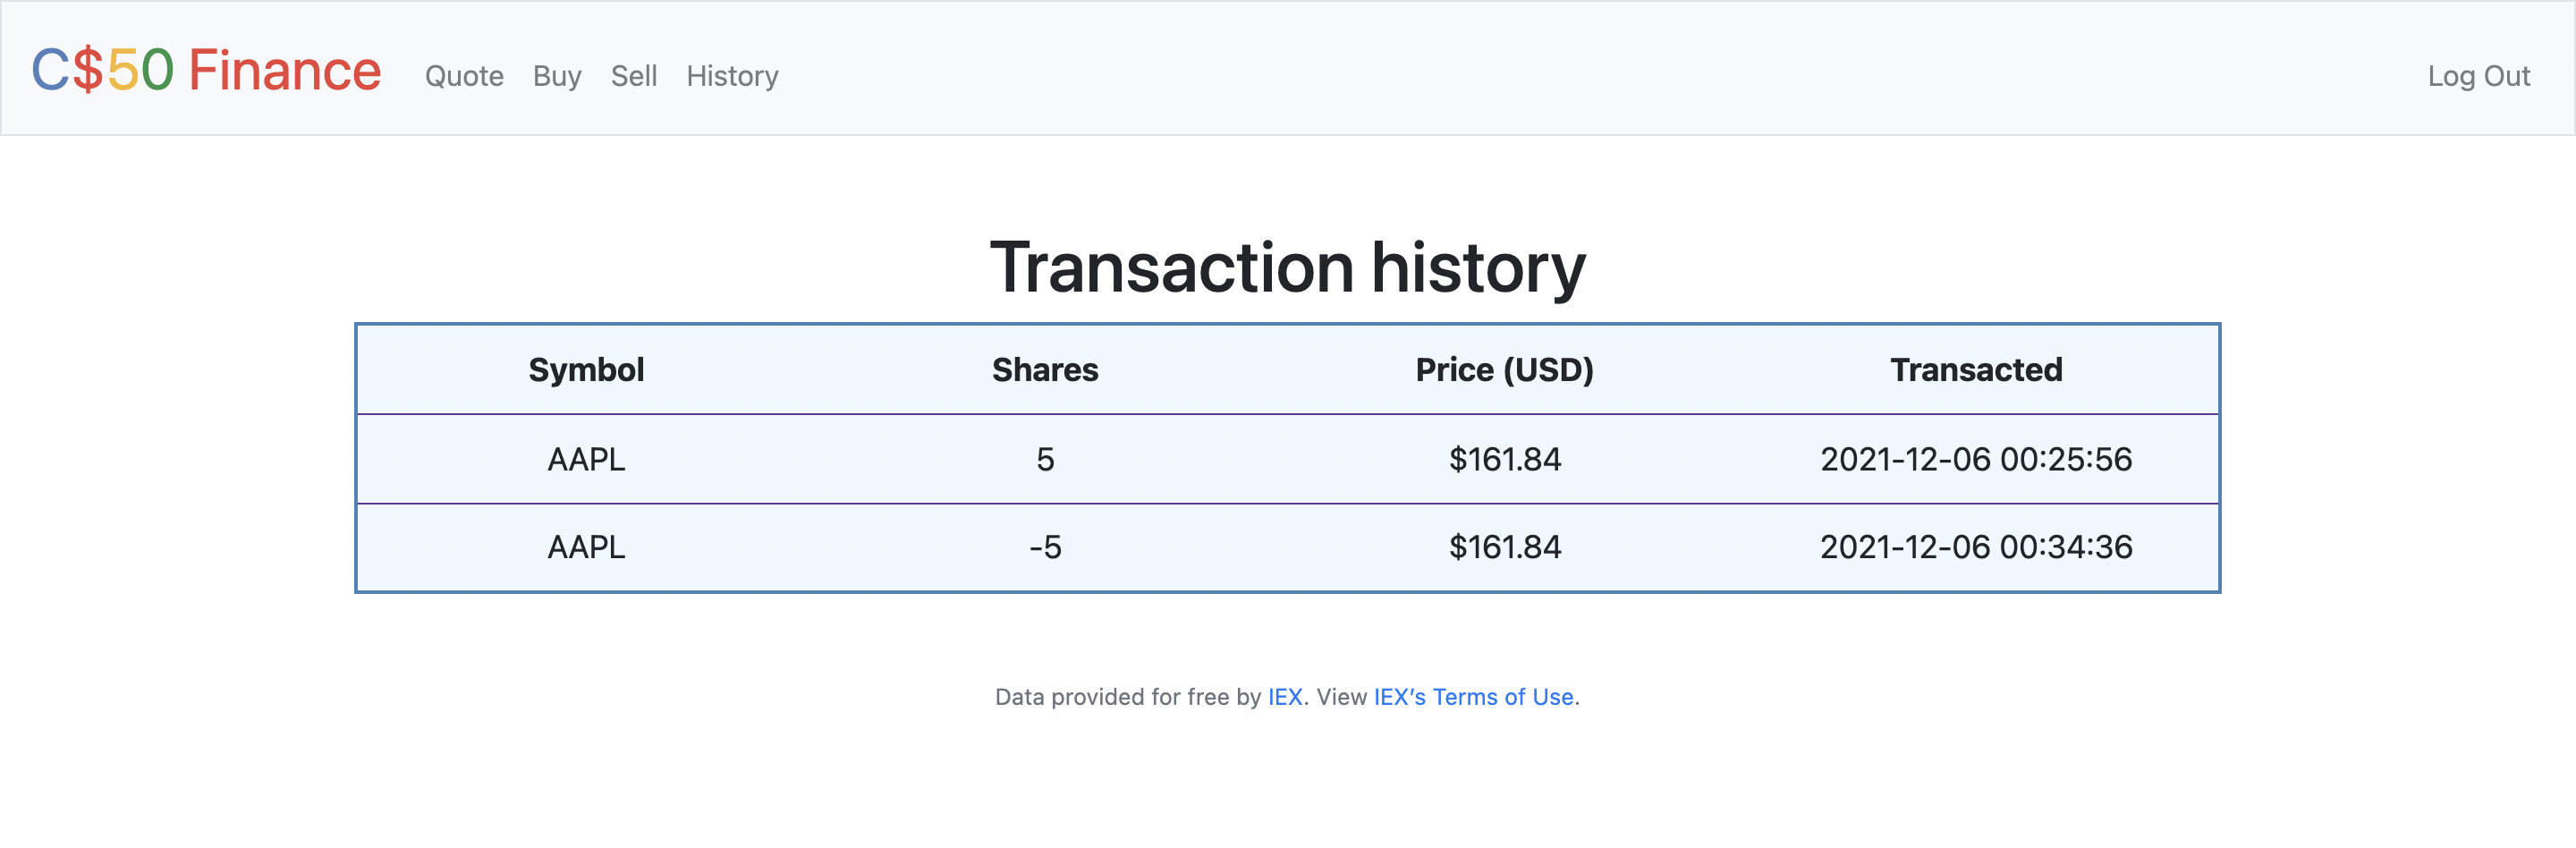 C$50 Finance Quote Buy Sell History Log Out
Transaction history
Symbol Shares Price (USD) Transacted
AAPL 5 $161.84 2021-12-06 00:25:56
AAPL -5 $161.84 2021-12-06 00:34:36
Data provided for free by IEX. View IEX’s Terms of Use.